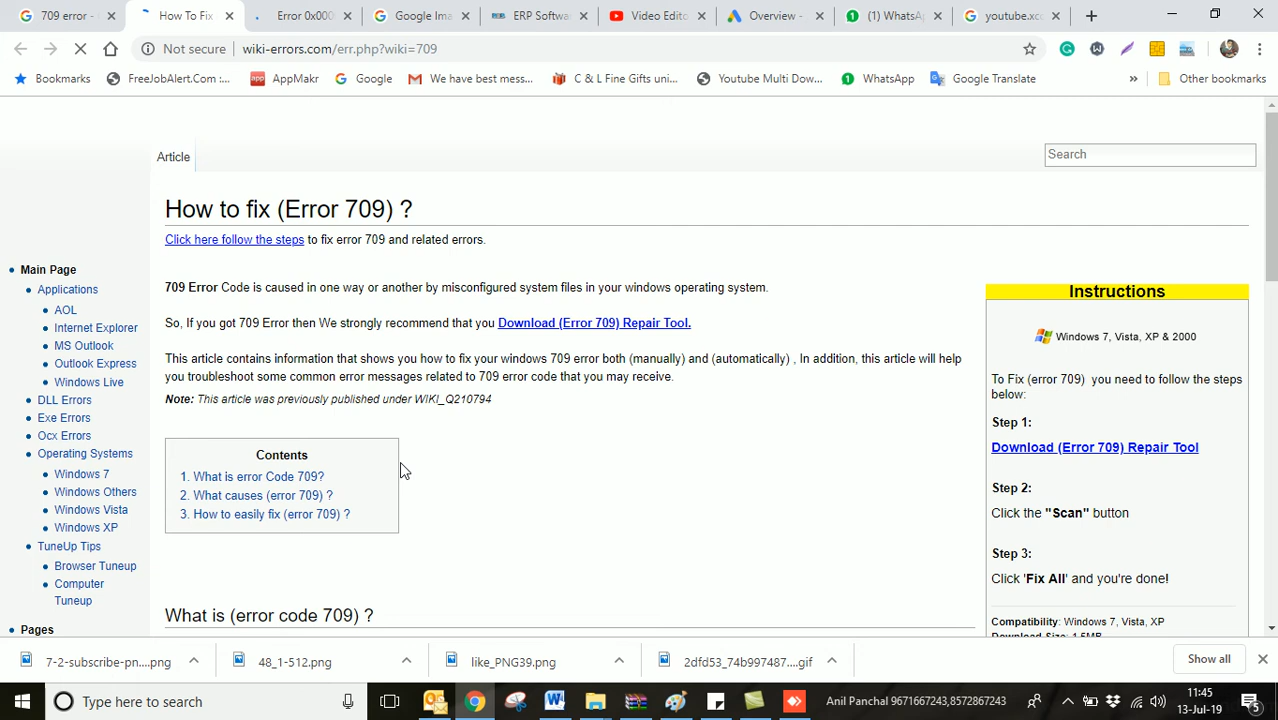 709 error -
How To Fix
Error 0x000
Google Ima
ERP Softwa
Video Edito
Overview -
(1) WhatsA
youtube.xc
Not secure
wiki-errors.com/err.php?wiki=709
Bookmarks
FreeJobAlert.Com :...
AppMakr
Google
We have best mess...
C & L Fine Gifts uni...
Youtube Multi Dow...
WhatsApp
Google Translate
»
Other bookmarks
Article
Search
How to fix (Error 709) ?
Click here follow the steps to fix error 709 and related errors.
709 Error Code is caused in one way or another by misconfigured system files in your windows operating system.
So, If you got 709 Error then We strongly recommend that you Download (Error 709) Repair Tool.
This article contains information that shows you how to fix your windows 709 error both (manually) and (automatically) , In addition, this article will help
you troubleshoot some common error messages related to 709 error code that you may receive.
Note: This article was previously published under WIKI_Q210794
Contents
1. What is error Code 709?
2. What causes (error 709) ?
3. How to easily fix (error 709) ?
What is (error code 709) ?
Main Page
Applications
AOL
Internet Explorer
MS Outlook
Outlook Express
Windows Live
DLL Errors
Exe Errors
Ocx Errors
Operating Systems
Windows 7
Windows Others
Windows Vista
Windows XP
TuneUp Tips
Browser Tuneup
Computer
Tuneup
Pages
Instructions
Windows 7, Vista, XP & 2000
To Fix (error 709) you need to follow the steps
below:
Step 1:
Download (Error 709) Repair Tool
Step 2:
Click the "Scan" button
Step 3:
Click 'Fix All' and you're done!
Compatibility: Windows 7, Vista, XP
Download Size: 1.5MB
7-2-subscribe-pn....png
48_1-512.png
like_PNG39.png
2dfd53_74b997487....gif
Show all
Type here to search
Anil Panchal 9671667243,8572867243
11:45
13-Jul-19
5